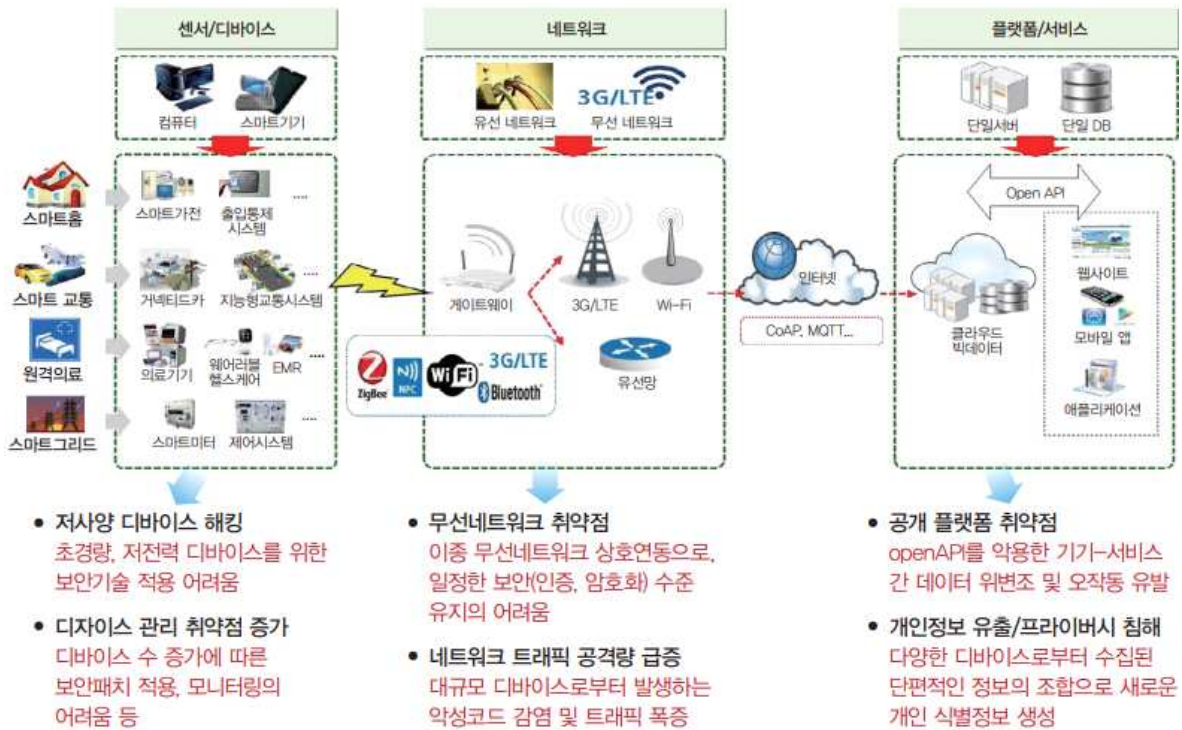 센서/디바이스
네트워크
플랫폼/서비스
컴퓨터
스마트기기
유선 네트워크
3G/LTE
무선 네트워크
단일서버
단일 DB
스마트홈
스마트가전
출입통제
시스템
....
스마트 교통
거넥티드카
지능형교통시스템
....
원격의료
의료기기
웨어러블
헬스케어
EMR
....
스마트그리드
스마트미터
제어시스템
....
게이트웨이
3G/LTE
Wi-Fi
유선망
ZigBee
NFC
WiFi
3G/LTE
Bluetooth
인터넷
CoAP, MQTT...
Open API
클라우드
빅데이터
웹사이트
모바일 앱
애플리케이션
• 저사양 디바이스 해킹
초경량, 저전력 디바이스를 위한
보안기술 적용 어려움
• 디자이스 관리 취약점 증가
디바이스 수 증가에 따른
보안패치 적용, 모니터링의
어려움 등
• 무선네트워크 취약점
이종 무선네트워크 상호연동으로,
일정한 보안(인증, 암호화) 수준
유지의 어려움
• 네트워크 트래픽 공격량 급증
대규모 디바이스로부터 발생하는
악성코드 감염 및 트래픽 폭증
• 공개 플랫폼 취약점
openAPI를 악용한 기기-서비스
간 데이터 위변조 및 오작동 유발
• 개인정보 유출/프라이버시 침해
다양한 디바이스로부터 수집된
단편적인 정보의 조합으로 새로운
개인 식별정보 생성